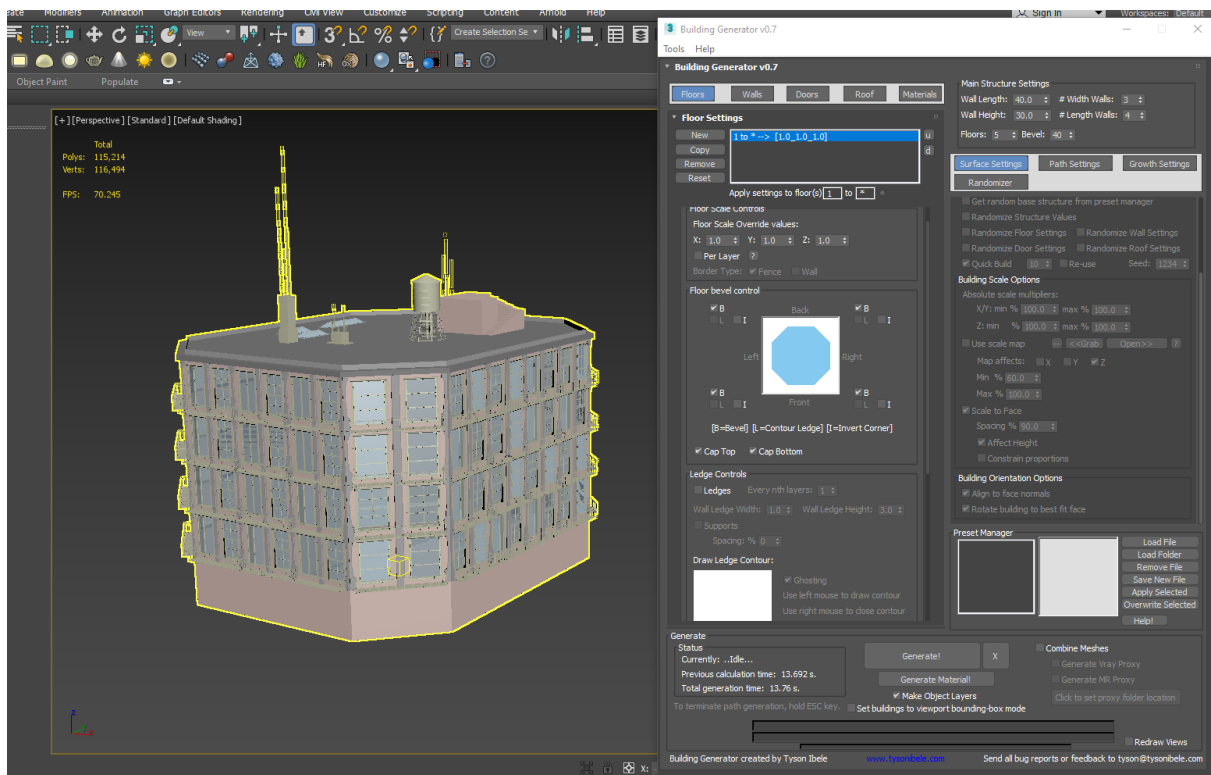 Modifiers Animation Graph Editors Rendering Civil View Customize Scripting Content Arnold Help
Sign In Workspaces: Default
View
Create Selection Se
Object Paint Populate
[+][Perspective][Standard][Default Shading]
Total
Polys: 115,214
Verts: 116,494
FPS: 70.245
Building Generator v0.7
Tools Help
Building Generator v0.7
Floors Walls Doors Roof Materials
Floor Settings
New
Copy
Remove
Reset
1 to * --> [1.0_1.0_1.0]
u
d
Apply settings to floor(s) 1 to *
Floor Scale Controls
Floor Scale Override values:
X: 1.0 Y: 1.0 Z: 1.0
Per Layer ?
Border Type: Fence Wall
Floor bevel control
B Back B
L I L I
Left Right
B B
L I Front L I
[B=Bevel] [L=Contour Ledge] [I=Invert Corner]
Cap Top Cap Bottom
Ledge Controls
Ledges Every nth layers: 1
Wall Ledge Width: 1.0 Wall Ledge Height: 3.0
Supports
Spacing: % 0
Draw Ledge Contour:
Ghosting
Use left mouse to draw contour
Use right mouse to close contour
Main Structure Settings
Wall Length: 40.0 # Width Walls: 3
Wall Height: 30.0 # Length Walls: 4
Floors: 5 Bevel: 40
Surface Settings Path Settings Growth Settings
Randomizer
Get random base structure from preset manager
Randomize Structure Values
Randomize Floor Settings Randomize Wall Settings
Randomize Door Settings Randomize Roof Settings
Quick Build 10 Re-use Seed: 1234
Building Scale Options
Absolute scale multipliers:
X/Y: min % 100.0 max % 100.0
Z: min % 100.0 max % 100.0
Use scale map -- <<Grab Open>> ?
Map affects: X Y Z
Min % 60.0
Max % 100.0
Scale to Face
Spacing % 90.0
Affect Height
Constrain proportions
Building Orientation Options
Align to face normals
Rotate building to best fit face
Preset Manager
Load File
Load Folder
Remove File
Save New File
Apply Selected
Overwrite Selected
Help!
Generate
Status
Currently: ..Idle...
Previous calculation time: 13.692 s.
Total generation time: 13.76 s.
To terminate path generation, hold ESC key.
Generate! X
Generate Material!
Make Object Layers
Set buildings to viewport bounding-box mode
Combine Meshes
Generate Vray Proxy
Generate MR Proxy
Click to set proxy folder location
Redraw Views
Building Generator created by Tyson Ibele www.tysonibele.com Send all bug reports or feedback to tyson@tysonibele.com
z
x
X: